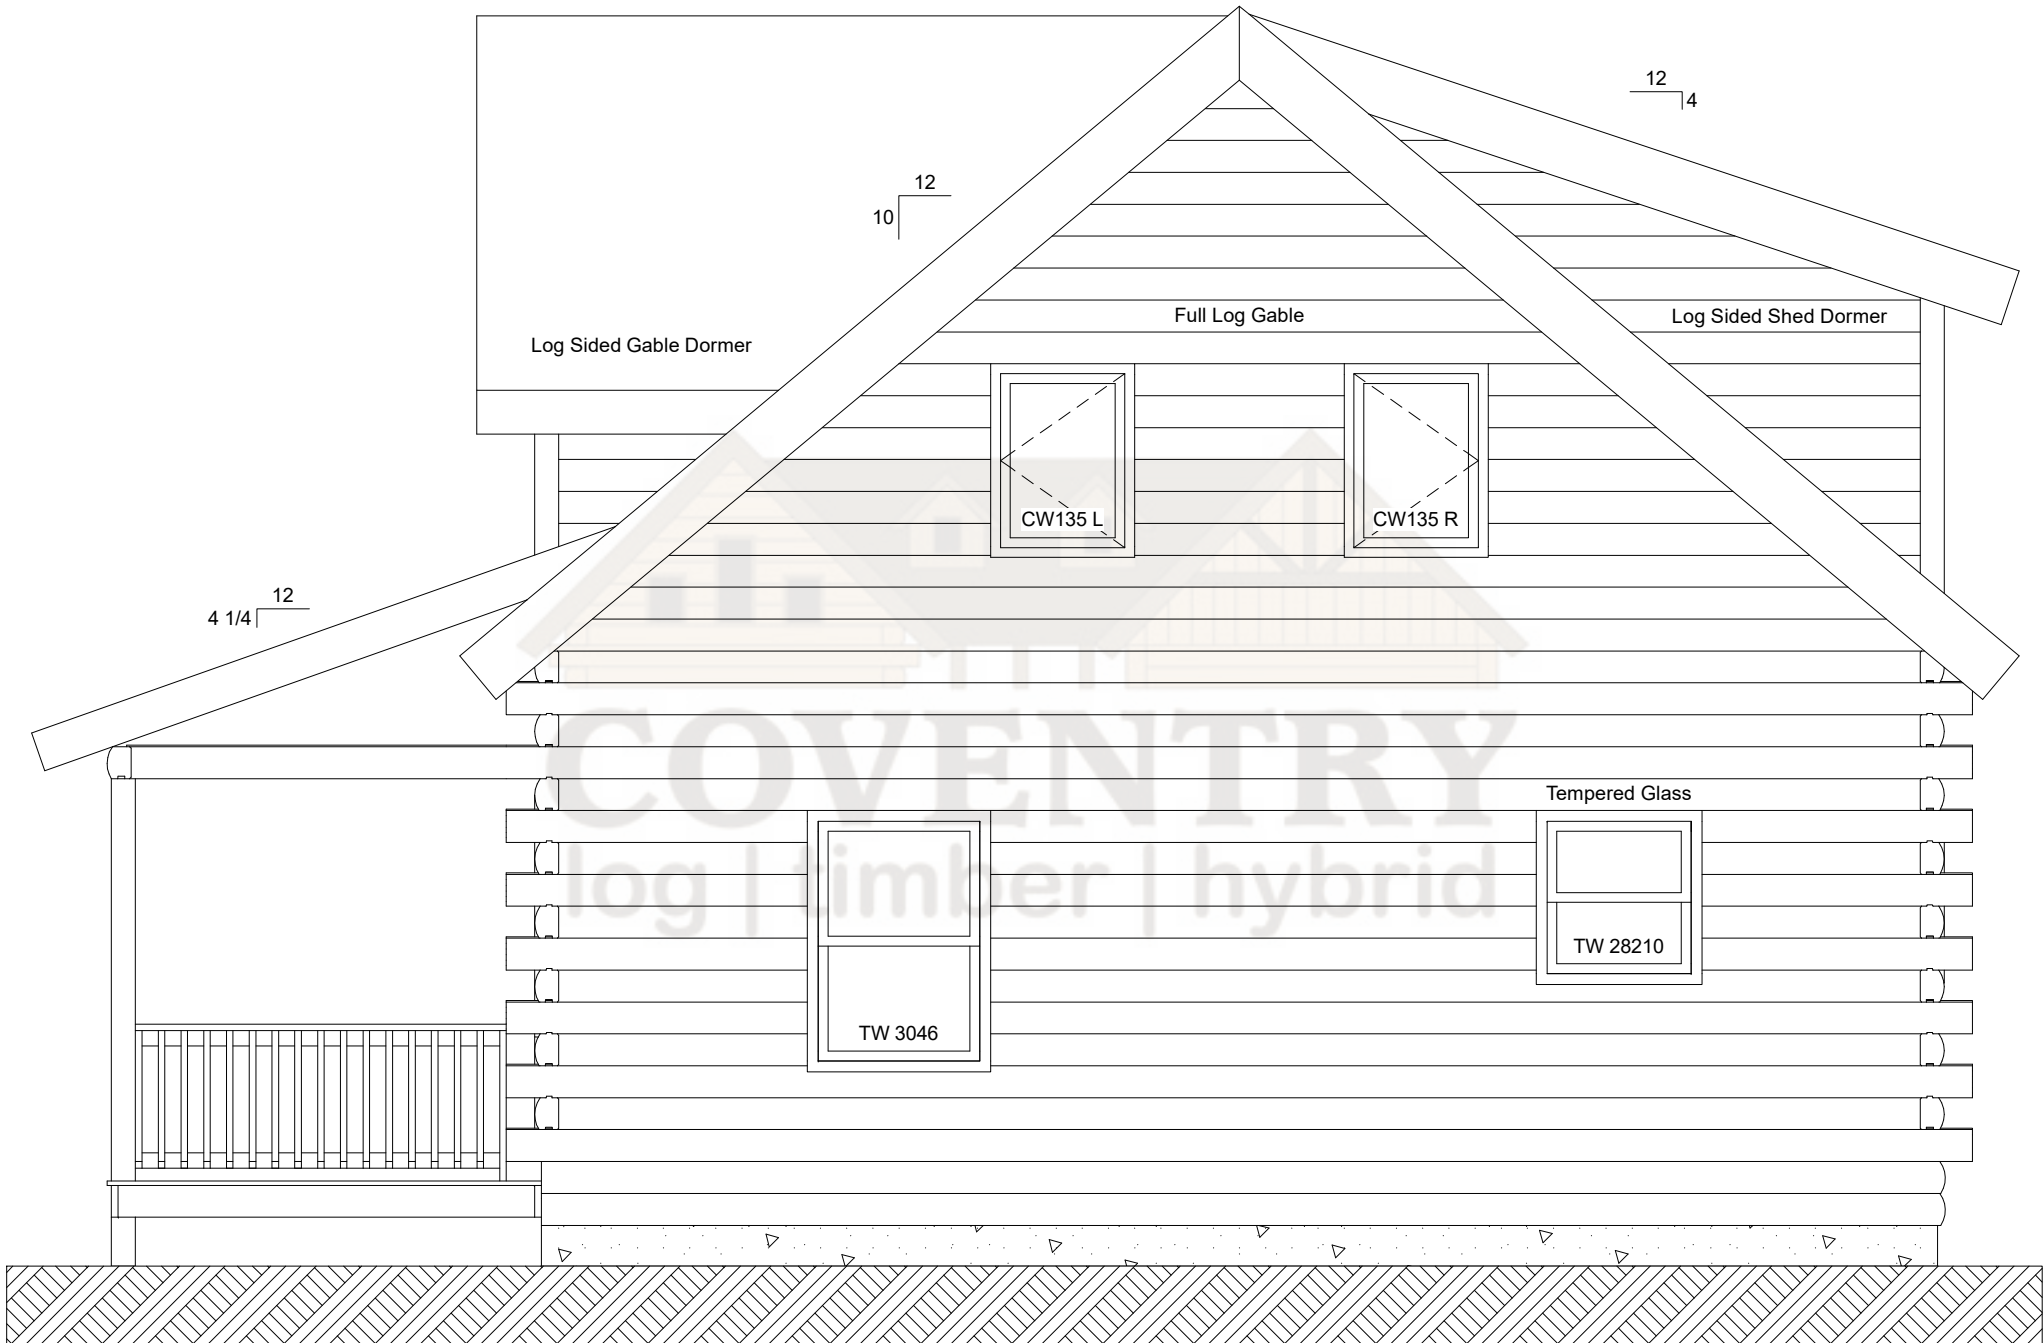 12
4
12
10
Full Log Gable
Log Sided Shed Dormer
Log Sided Gable Dormer
CW135 L
CW135 R
12
4 1/4
COVENTRY
Tempered Glass
log | timber | hybrid
TW 28210
TW 3046